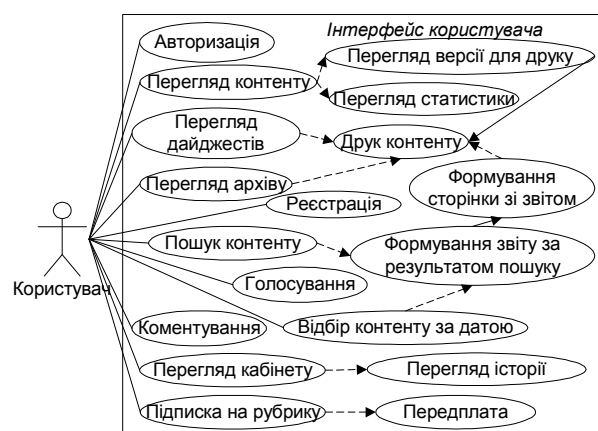 Інтерфейс користувача
Авторизація
Перегляд версії для друку
Перегляд контенту
Перегляд статистики
Перегляд
дайджестів
Друк контенту
Перегляд архіву
Формування
сторінки зі звітом
Реєстрація
Пошук контенту
Формування звіту за
результатом пошуку
Голосування
Користувач
Коментування
Відбір контенту за датою
Перегляд кабінету
Перегляд історії
Підписка на рубрику
Передплата